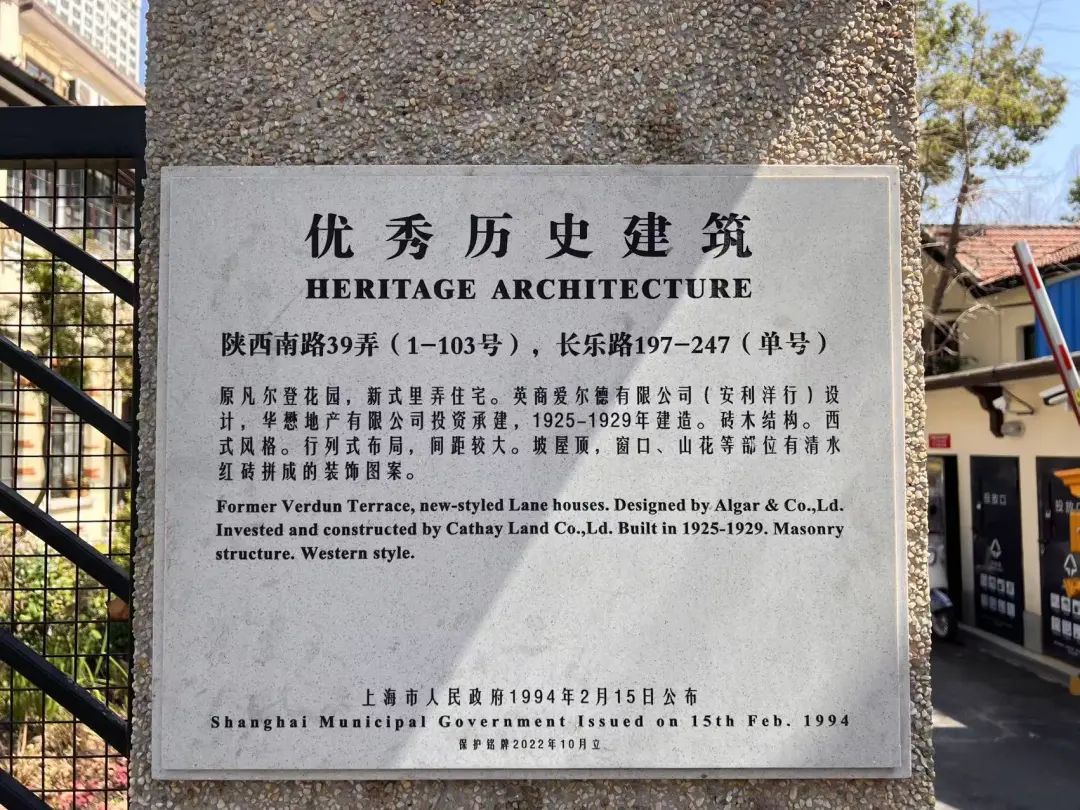 优秀历史建筑
HERITAGE ARCHITECTURE
陕西南路39弄（1-103号），长乐路197-247（单号）
原凡尔登花园，新式里弄住宅。英商爱尔德有限公司（安利洋行）设
计，华懋地产有限公司投资承建，1925-1929年建造。砖木结构。西
式风格。行列式布局，间距较大。坡屋顶，窗口、山花等部位有清水
红砖拼成的装饰图案。
Former Verdun Terrace, new-styled Lane houses. Designed by Algar & Co.,Ld.
Invested and constructed by Cathay Land Co.,Ld. Built in 1925-1929. Masonry
structure. Western style.
上海市人民政府1994年2月15日公布
Shanghai Municipal Government Issued on 15th Feb. 1994
保护铭牌2022年10月立
投放口
投放